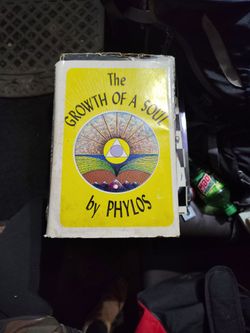 The
GROWTH OF A SOUL
by PHYLOS